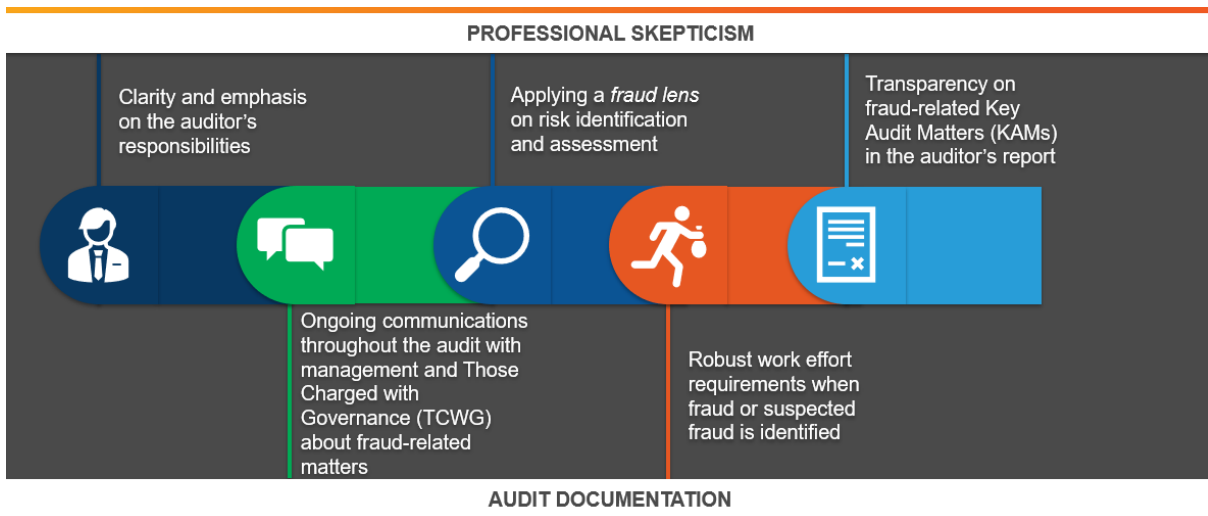 PROFESSIONAL SKEPTICISM
Clarity and emphasis
on the auditor's
responsibilities
Applying a fraud lens
on risk identification
and assessment
Transparency on
fraud-related Key
Audit Matters (KAMs)
in the auditor's report
Ongoing communications
throughout the audit with
management and Those
Charged with
Governance (TCWG)
about fraud-related
matters
Robust work effort
requirements when
fraud or suspected
fraud is identified
AUDIT DOCUMENTATION